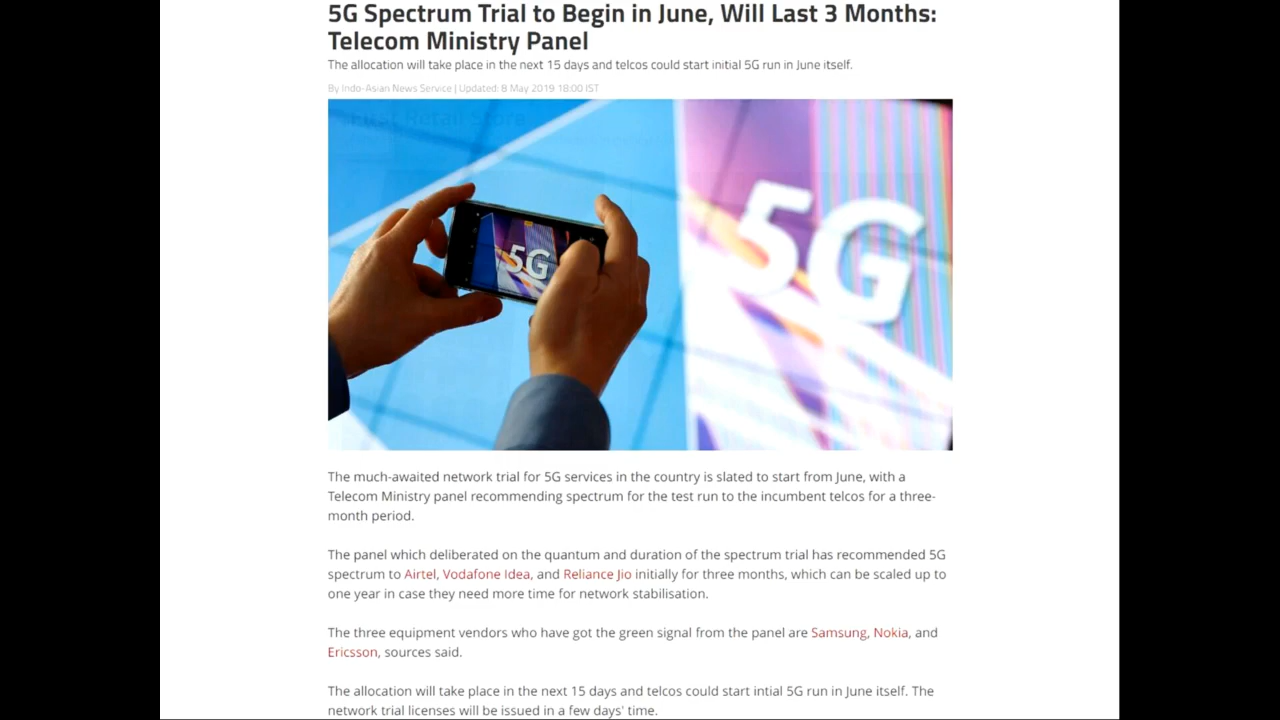 5G Spectrum Trial to Begin in June, Will Last 3 Months:
Telecom Ministry Panel
The allocation will take place in the next 15 days and telcos could start initial 5G run in June itself.
By Indo-Asian News Service | Updated: 8 May 2019 18:00 IST
First Retail Store
5G
5G
The much-awaited network trial for 5G services in the country is slated to start from June, with a
Telecom Ministry panel recommending spectrum for the test run to the incumbent telcos for a three-
month period.
The panel which deliberated on the quantum and duration of the spectrum trial has recommended 5G
spectrum to Airtel, Vodafone Idea, and Reliance Jio initially for three months, which can be scaled up to
one year in case they need more time for network stabilisation.
The three equipment vendors who have got the green signal from the panel are Samsung, Nokia, and
Ericsson, sources said.
The allocation will take place in the next 15 days and telcos could start intial 5G run in June itself. The
network trial licenses will be issued in a few days' time.